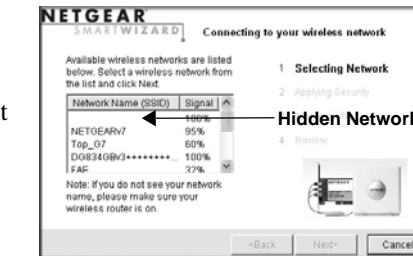 NETGEAR
SMARTWIZARD
Connecting to your wireless network
Available wireless networks are listed
below. Select a wireless network from
the list and click Next.
Network Name (SSID) Signal
100%
NETGEARv7 95%
Top_G7 60%
DG834GBv3++++++++... 100%
FAE 32%
Note: If you do not see your network
name, please make sure your
wireless router is on.
t
1 Selecting Network
2 Applying Security
Hidden Network
4 Review
NETGEAR
<Back Next> Cancel